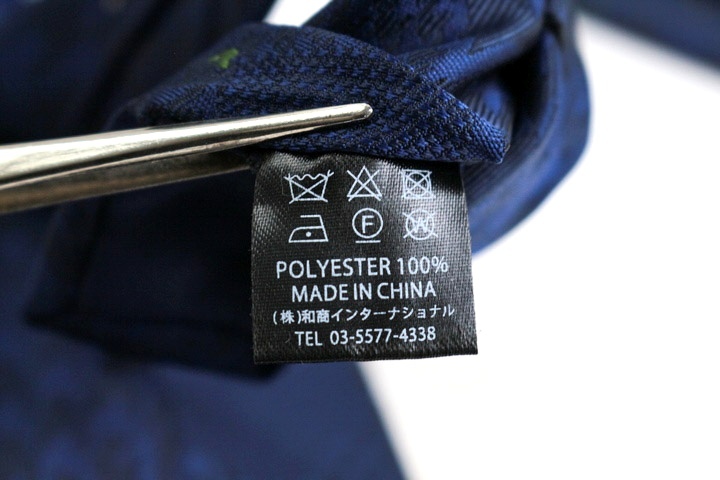 F W
POLYESTER 100%
MADE IN CHINA
(株)和商インターナショナル
TEL 03-5577-4338